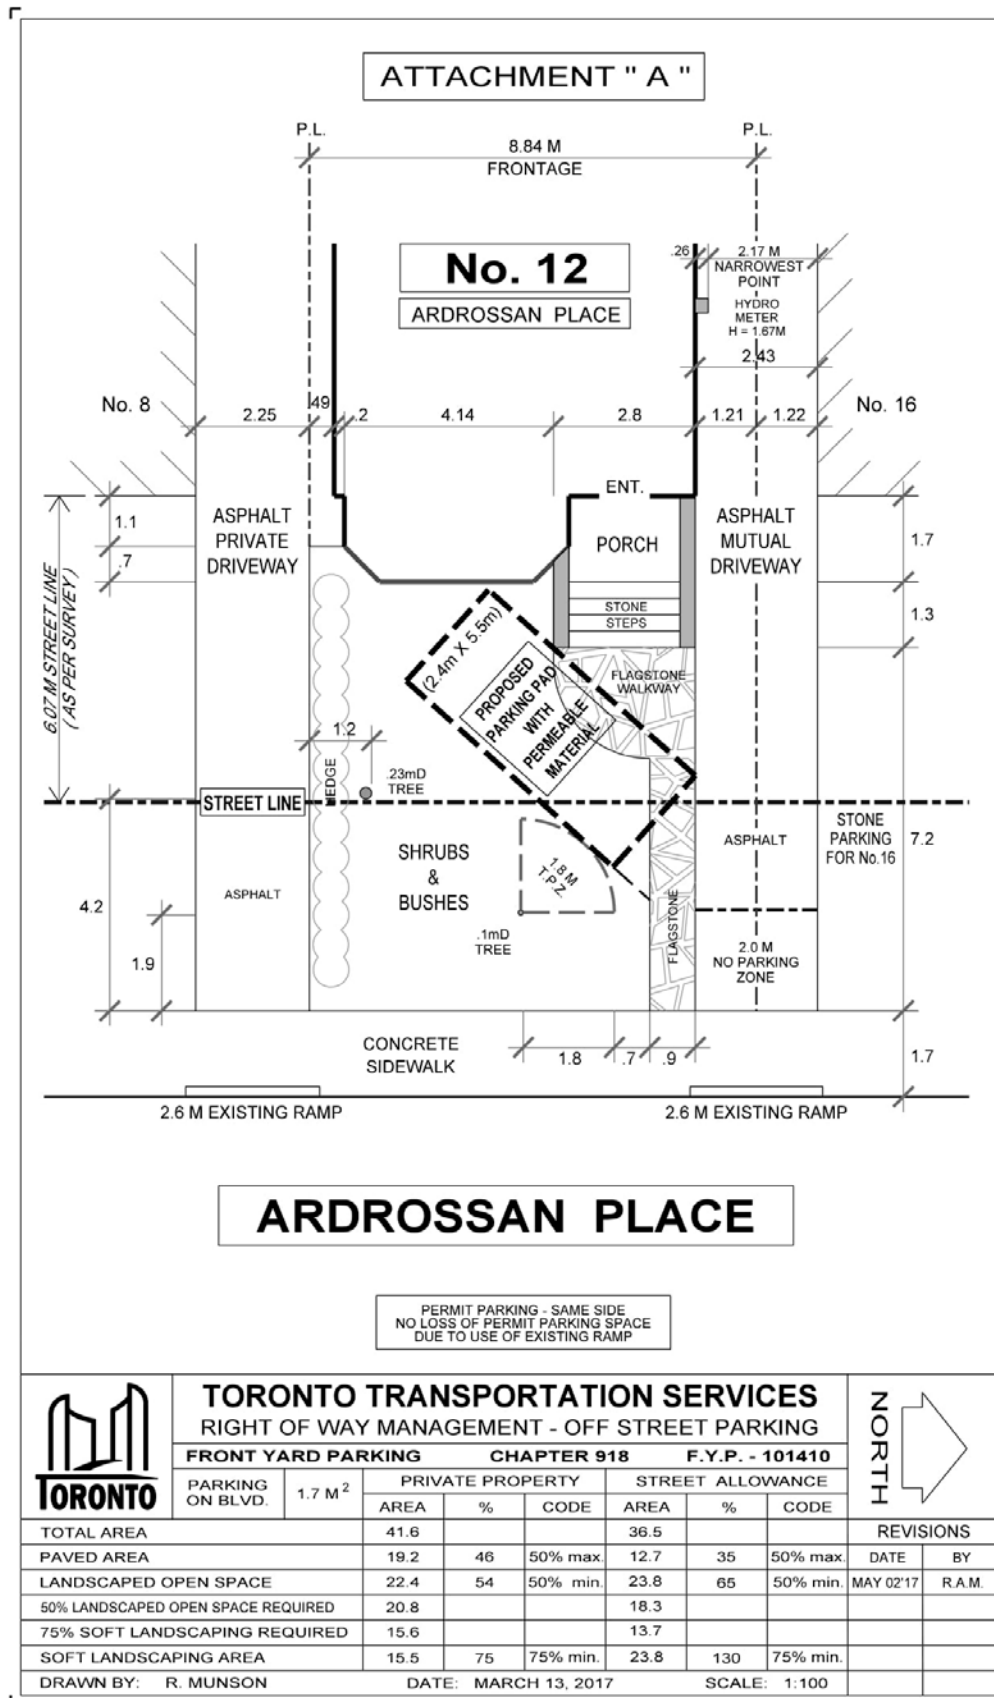 ATTACHMENT " A "
P.L.
P.L.
8.84 M
FRONTAGE
No. 12
ARDROSSAN PLACE
.26
2.17 M
NARROWEST
POINT
HYDRO
METER
H = 1.67M
2.43
No. 8
2.25
.49
.2
4.14
2.8
1.21
1.22
No. 16
ENT.
6.07 M STREET LINE
( AS PER SURVEY )
1.1
.7
ASPHALT
PRIVATE
DRIVEWAY
PORCH
ASPHALT
MUTUAL
DRIVEWAY
1.7
1.3
STONE
STEPS
(2.4m X 5.5m)
PROPOSED
PARKING PAD
WITH
PERMEABLE
MATERIAL
FLAGSTONE
WALKWAY
1.2
HEDGE
.23mD
TREE
STREET LINE
STONE
PARKING
FOR No.16
7.2
ASPHALT
ASPHALT
SHRUBS
&
BUSHES
1.8 M
T.P.Z.
.1mD
TREE
FLAGSTONE
2.0 M
NO PARKING
ZONE
4.2
1.9
CONCRETE
SIDEWALK
1.8
.7
.9
1.7
2.6 M EXISTING RAMP
2.6 M EXISTING RAMP
ARDROSSAN PLACE
PERMIT PARKING - SAME SIDE
NO LOSS OF PERMIT PARKING SPACE
DUE TO USE OF EXISTING RAMP
TORONTO
TORONTO TRANSPORTATION SERVICES
RIGHT OF WAY MANAGEMENT - OFF STREET PARKING
FRONT YARD PARKING CHAPTER 918 F.Y.P. - 101410
NORTH
PARKING
ON BLVD.
1.7 M²
PRIVATE PROPERTY STREET ALLOWANCE
AREA % CODE AREA % CODE
TOTAL AREA 41.6 36.5 REVISIONS
PAVED AREA 19.2 46 50% max. 12.7 35 50% max. DATE BY
LANDSCAPED OPEN SPACE 22.4 54 50% min. 23.8 65 50% min. MAY 02'17 R.A.M.
50% LANDSCAPED OPEN SPACE REQUIRED 20.8 18.3
75% SOFT LANDSCAPING REQUIRED 15.6 13.7
SOFT LANDSCAPING AREA 15.5 75 75% min. 23.8 130 75% min.
DRAWN BY: R. MUNSON DATE: MARCH 13, 2017 SCALE: 1:100